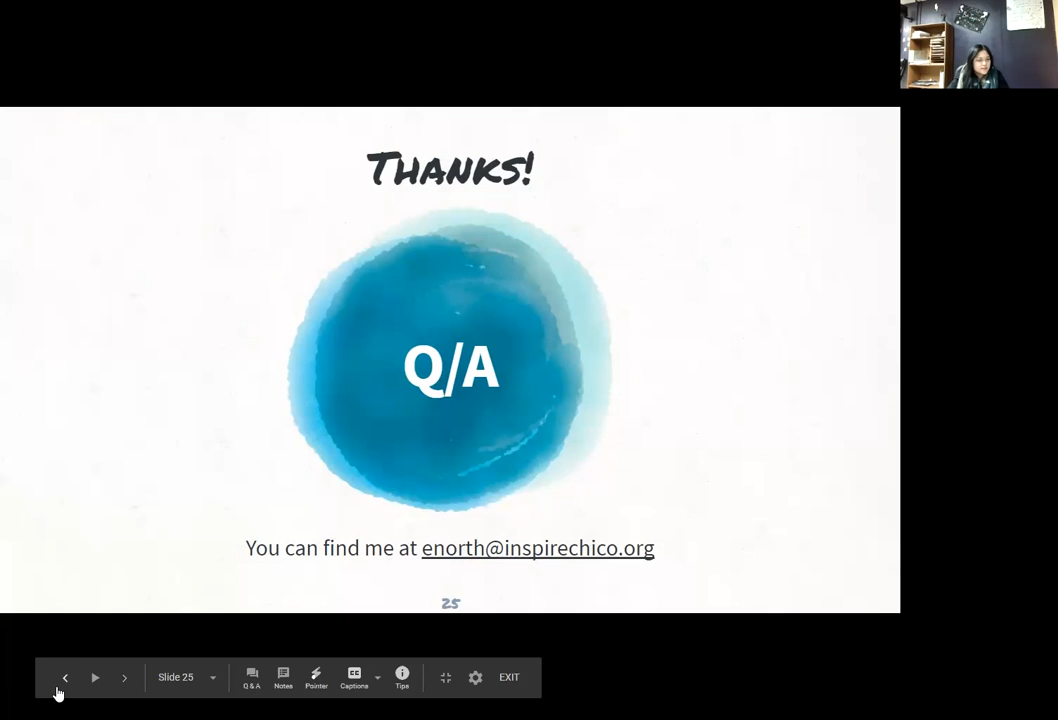 THANKS!
Q/A
You can find me at enorth@inspirechico.org
25
Slide 25
Q & A
Notes
Pointer
CC
Captions
Tips
EXIT